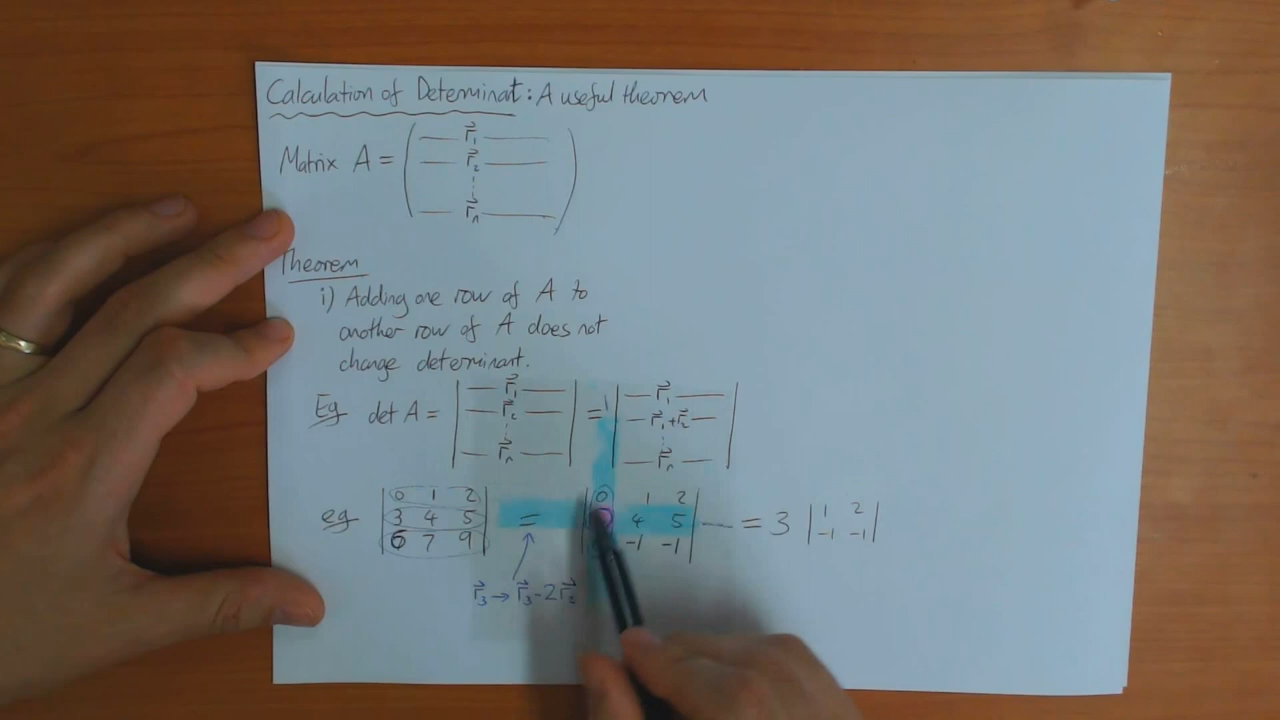 Calculation of Determinat: A useful theorem
Matrix A = ( r⃗₁ r⃗₂ ⋮ r⃗ₙ )
Theorem
i) Adding one row of A to
another row of A does not
change determinant.
Eg det A = | r⃗₁ r⃗₂ ⋮ r⃗ₙ | = | r⃗₁ r⃗₁+r⃗₂ ⋮ r⃗ₙ |
eg | 0 1 2
3 4 5
6 7 9 | = | 0 1 2
4 5
-1 -1 | — = 3 | 1 2
-1 -1 |
r⃗₃ → r⃗₃ - 2r⃗₂